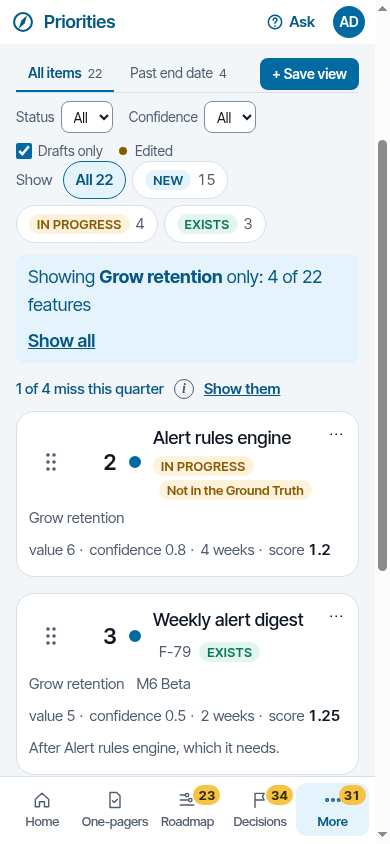 Priorities
Ask
AD
All items 22
Past end date 4
+ Save view
Status All
Confidence All
Drafts only
Edited
Show All 22 NEW 15
IN PROGRESS 4 EXISTS 3
Showing Grow retention only: 4 of 22
features
Show all
1 of 4 miss this quarter i Show them
Alert rules engine ...
2
IN PROGRESS
Not in the Ground Truth
Grow retention
value 6 · confidence 0.8 · 4 weeks · score 1.2
Weekly alert digest ...
3
F-79 EXISTS
Grow retention M6 Beta
value 5 · confidence 0.5 · 2 weeks · score 1.25
After Alert rules engine, which it needs.
23 34 31
Home One-pagers Roadmap Decisions More